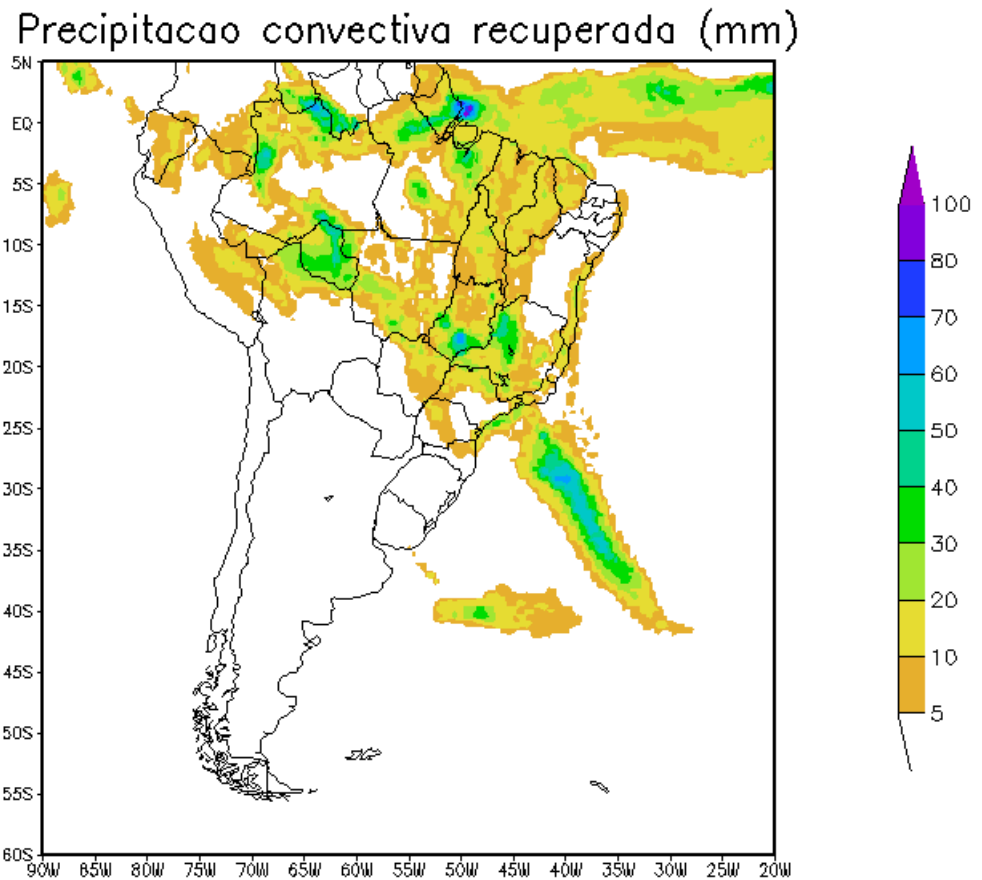 Precipitacao convectiva recuperada (mm)
5N
EQ
5S
10S
15S
20S
25S
30S
35S
40S
45S
50S
55S
60S
90W 85W 80W 75W 70W 65W 60W 55W 50W 45W 40W 35W 30W 25W 20W
100
80
70
60
50
40
30
20
10
5